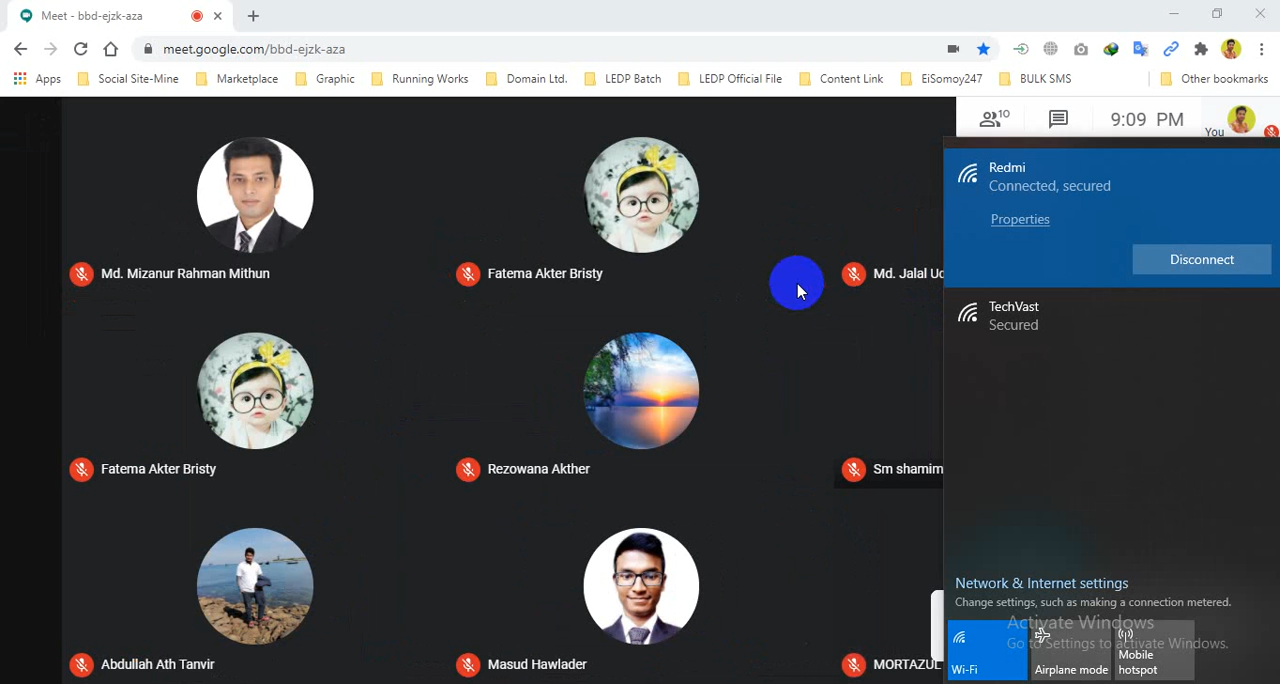 Meet - bbd-ejzk-aza
meet.google.com/bbd-ejzk-aza
Apps Social Site-Mine Marketplace Graphic Running Works Domain Ltd. LEDP Batch LEDP Official File Content Link EiSomoy247 BULK SMS Other bookmarks
10 9:09 PM You
Redmi
Connected, secured
Properties
Disconnect
TechVast
Secured
Md. Mizanur Rahman Mithun
Fatema Akter Bristy
Md. Jalal Ud
Fatema Akter Bristy
Rezowana Akther
Sm shamim
Abdullah Ath Tanvir
Masud Hawlader
MORTAZUL
Network & Internet settings
Change settings, such as making a connection metered.
Activate Windows
Go to Settings to activate Windows.
Wi-Fi
Airplane mode
Mobile
hotspot